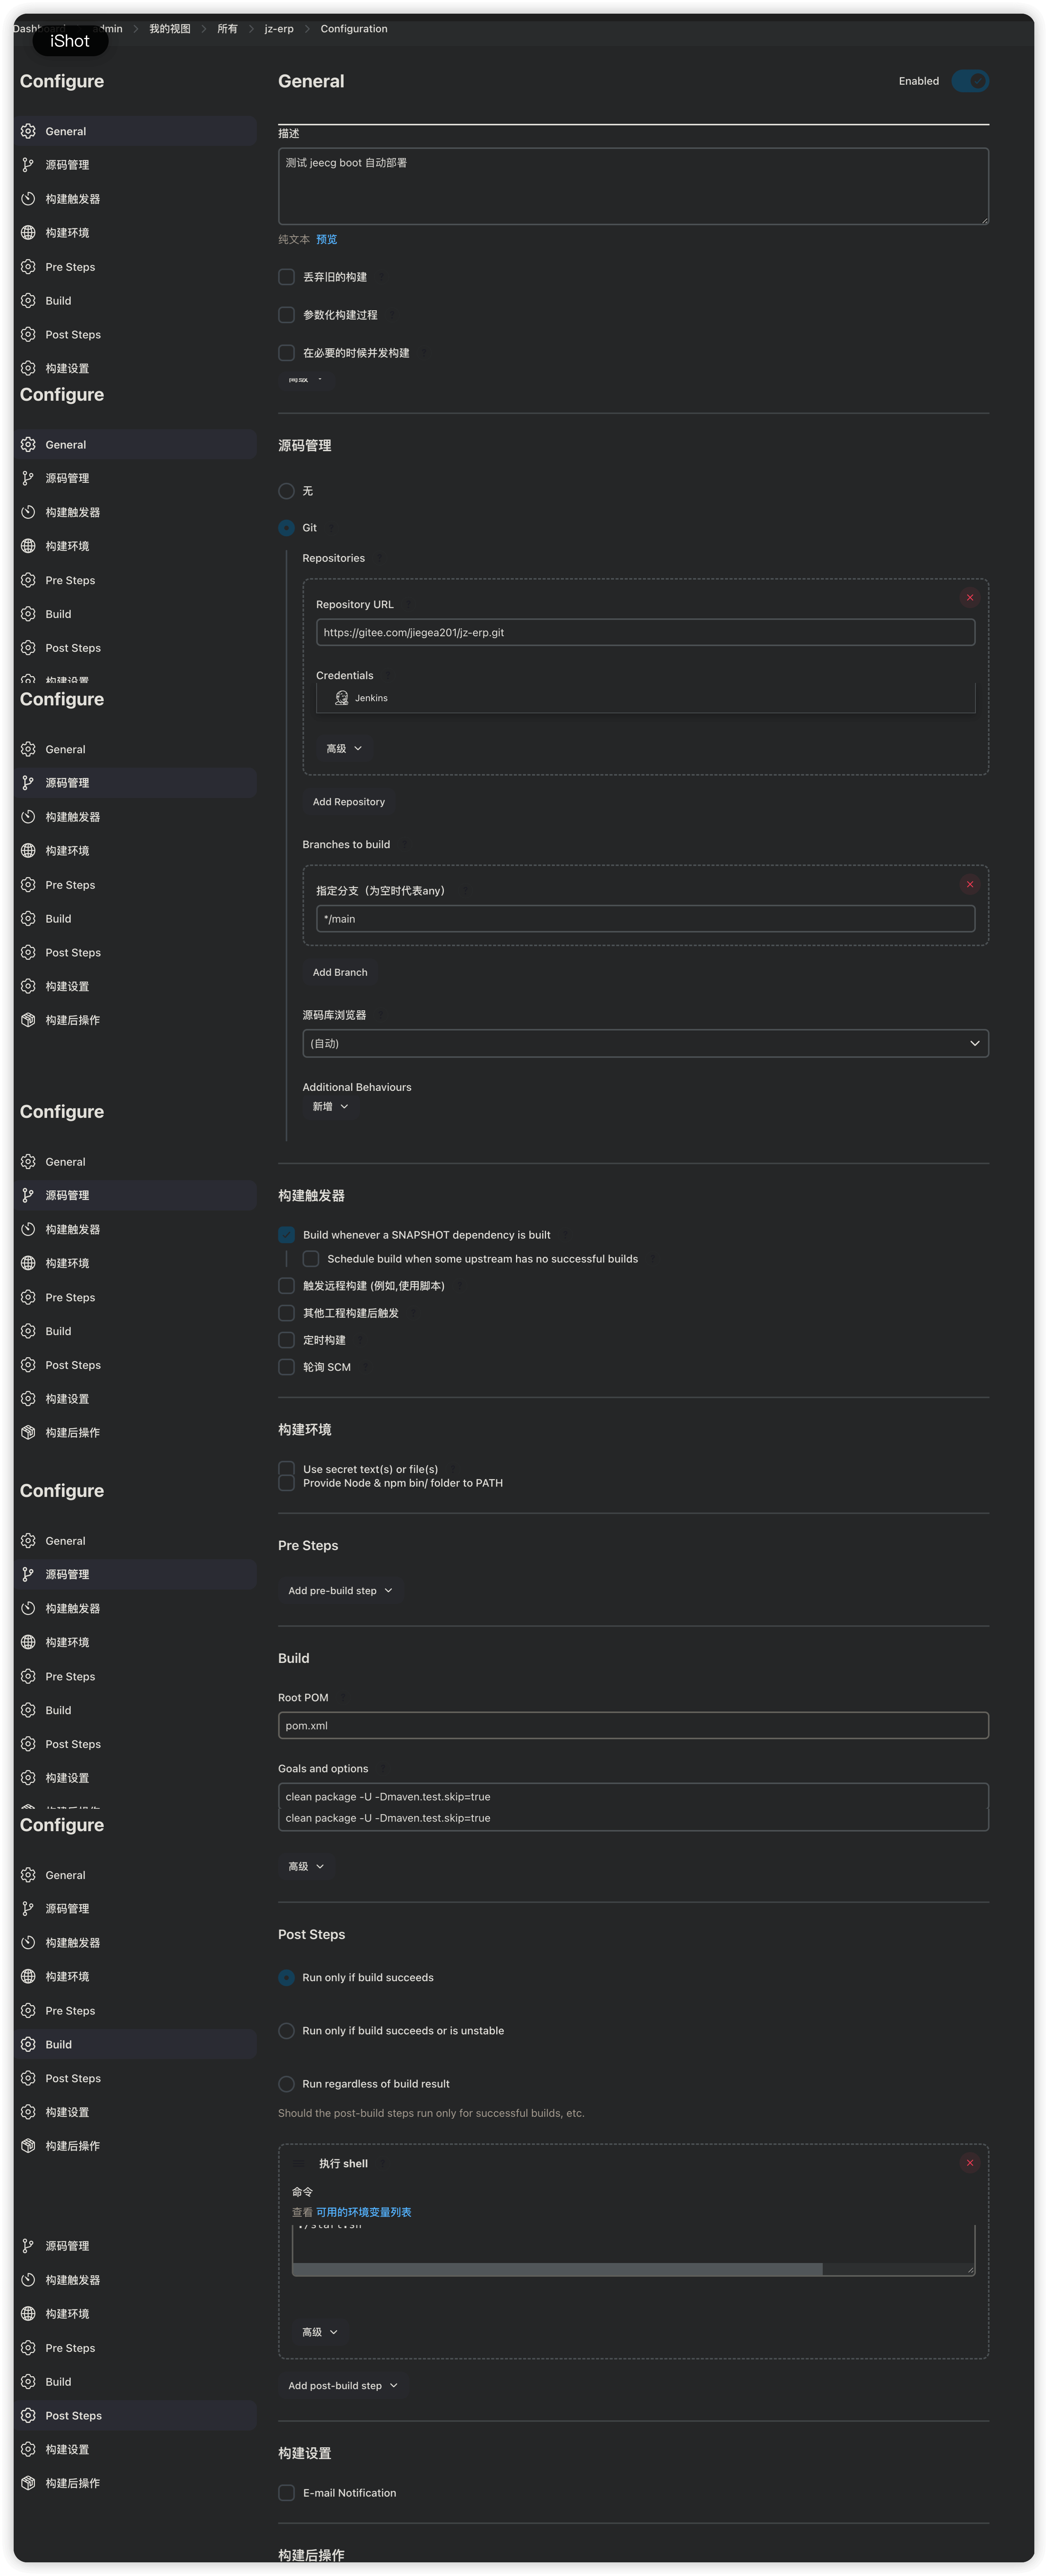 Dashboard admin 我的视图 所有 jz-erp Configuration
iShot
Configure
General
源码管理
构建触发器
构建环境
Pre Steps
Build
Post Steps
构建设置
Configure
General
源码管理
构建触发器
构建环境
Pre Steps
Build
Post Steps
构建设置
Configure
General
源码管理
构建触发器
构建环境
Pre Steps
Build
Post Steps
构建设置
构建后操作
Configure
General
源码管理
构建触发器
构建环境
Pre Steps
Build
Post Steps
构建设置
构建后操作
Configure
General
源码管理
构建触发器
构建环境
Pre Steps
Build
Post Steps
构建设置
构建后操作
Configure
General
源码管理
构建触发器
构建环境
Pre Steps
Build
Post Steps
构建设置
构建后操作
源码管理
构建触发器
构建环境
Pre Steps
Build
Post Steps
构建设置
构建后操作
General
Enabled
描述
测试 jeecg boot 自动部署
纯文本 预览
丢弃旧的构建
参数化构建过程
在必要的时候并发构建
高级
源码管理
无
Git
Repositories
Repository URL
https://gitee.com/jiegea201/jz-erp.git
Credentials
Jenkins
高级
Add Repository
Branches to build
指定分支（为空时代表any）
*/main
Add Branch
源码库浏览器
(自动)
Additional Behaviours
新增
构建触发器
Build whenever a SNAPSHOT dependency is built
Schedule build when some upstream has no successful builds
触发远程构建 (例如,使用脚本)
其他工程构建后触发
定时构建
轮询 SCM
构建环境
Use secret text(s) or file(s)
Provide Node & npm bin/ folder to PATH
Pre Steps
Add pre-build step
Build
Root POM
pom.xml
Goals and options
clean package -U -Dmaven.test.skip=true
clean package -U -Dmaven.test.skip=true
高级
Post Steps
Run only if build succeeds
Run only if build succeeds or is unstable
Run regardless of build result
Should the post-build steps run only for successful builds, etc.
执行 shell
命令
查看 可用的环境变量列表
./start.sh
高级
Add post-build step
构建设置
E-mail Notification
构建后操作